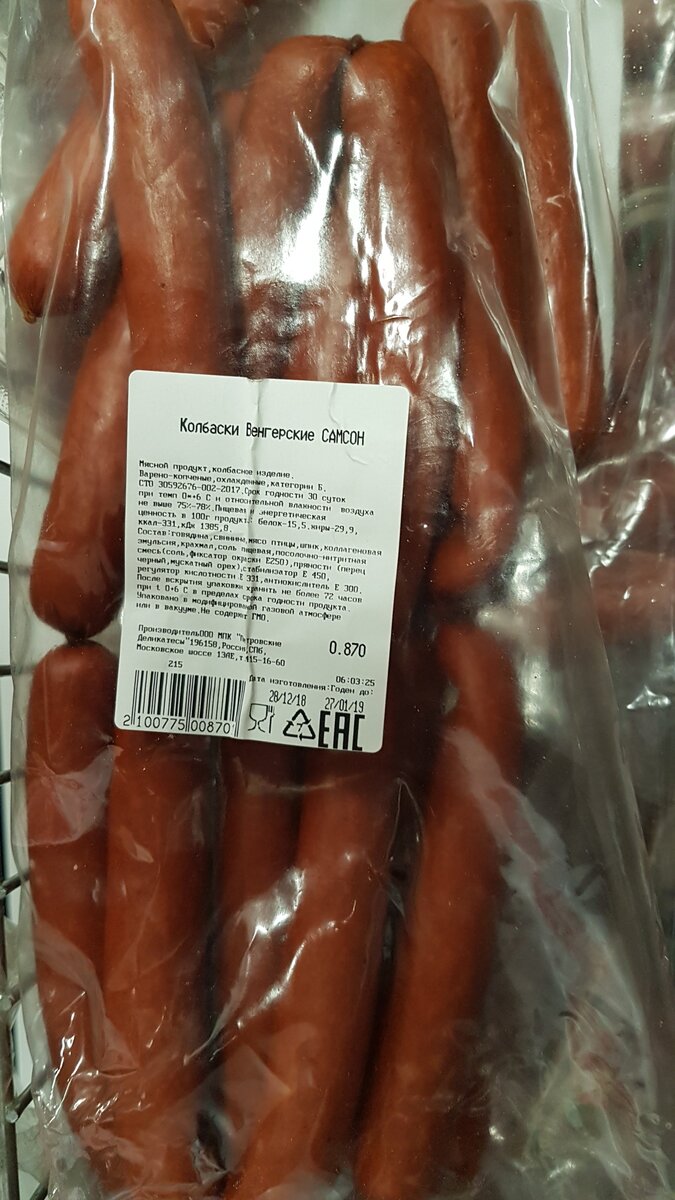 Колбаски Венгерские САМСОН
Мясной продукт,колбасное изделие.
Варено-копченые,охлажденные,категории Б.
СТО 30592676-002-2017.Срок годности 30 суток
при темп 0+6 С и относительной влажности воздуха
не выше 75%-78%.Пищевая и энергетическая
ценность в 100г продукта: белок-15,5.жиры-29,9,
ккал-331,кДж 1385,8.
Состав:говядина,свинина,мясо птицы,шпик,коллагеновая
эмульсия,крахмал,соль пищевая,посолочно-нитритная
смесь(соль,фиксатор окраски Е250),пряности (перец
черный,мускатный орех),стабилизатор Е 450,
регулятор кислотности Е 331,антиокислитель Е 300.
После вскрытия упаковки хранить не более 72 часов
при t 0+6 С в пределах срока годности продукта.
Упаковано в модифицированной газовой атмосфере
или в вакууме.Не содержит ГМО.
ПроизводительООО МПК "Петровские
Деликатесы"196158,Россия,СПб,
Московское шоссе 13АЕ,т.415-16-60
0.870
215
06:03:25
Дата изготовления:Годен до:
28/12/18 27/01/19
2 100775 00870
EAC